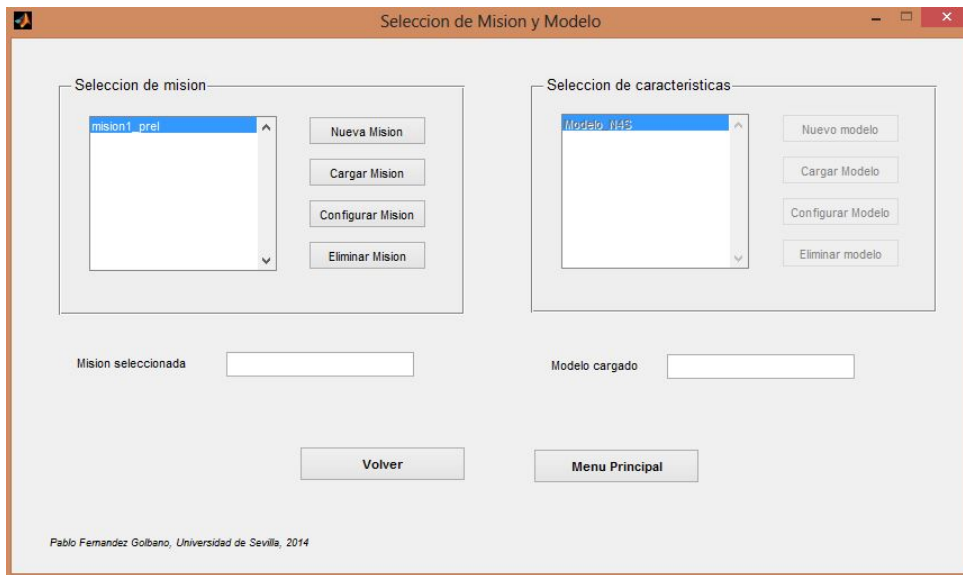 Seleccion de Mision y Modelo
Seleccion de mision
mision1_prel
Nueva Mision
Cargar Mision
Configurar Mision
Eliminar Mision
Seleccion de caracteristicas
Modelo_N4S
Nuevo modelo
Cargar Modelo
Configurar Modelo
Eliminar modelo
Mision seleccionada
Modelo cargado
Volver
Menu Principal
Pablo Fernandez Golbano, Universidad de Sevilla, 2014